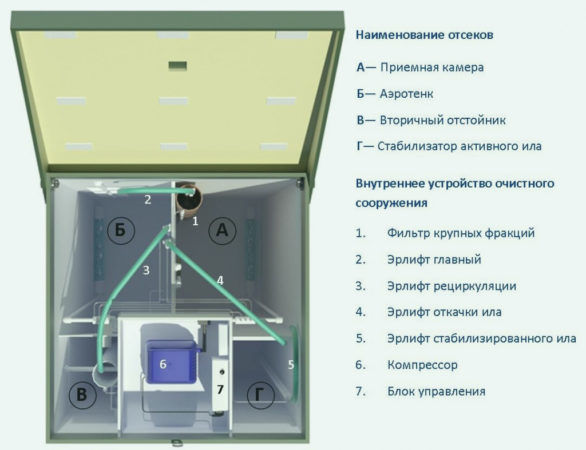 Наименование отсеков
А— Приемная камера
Б— Аэротенк
В— Вторичный отстойник
Г— Стабилизатор активного ила
Внутреннее устройство очистного
сооружения
1. Фильтр крупных фракций
2. Эрлифт главный
3. Эрлифт рециркуляции
4. Эрлифт откачки ила
5. Эрлифт стабилизированного ила
6. Компрессор
7. Блок управления
2
1
Б
А
3
4
5
6
7
В
Г